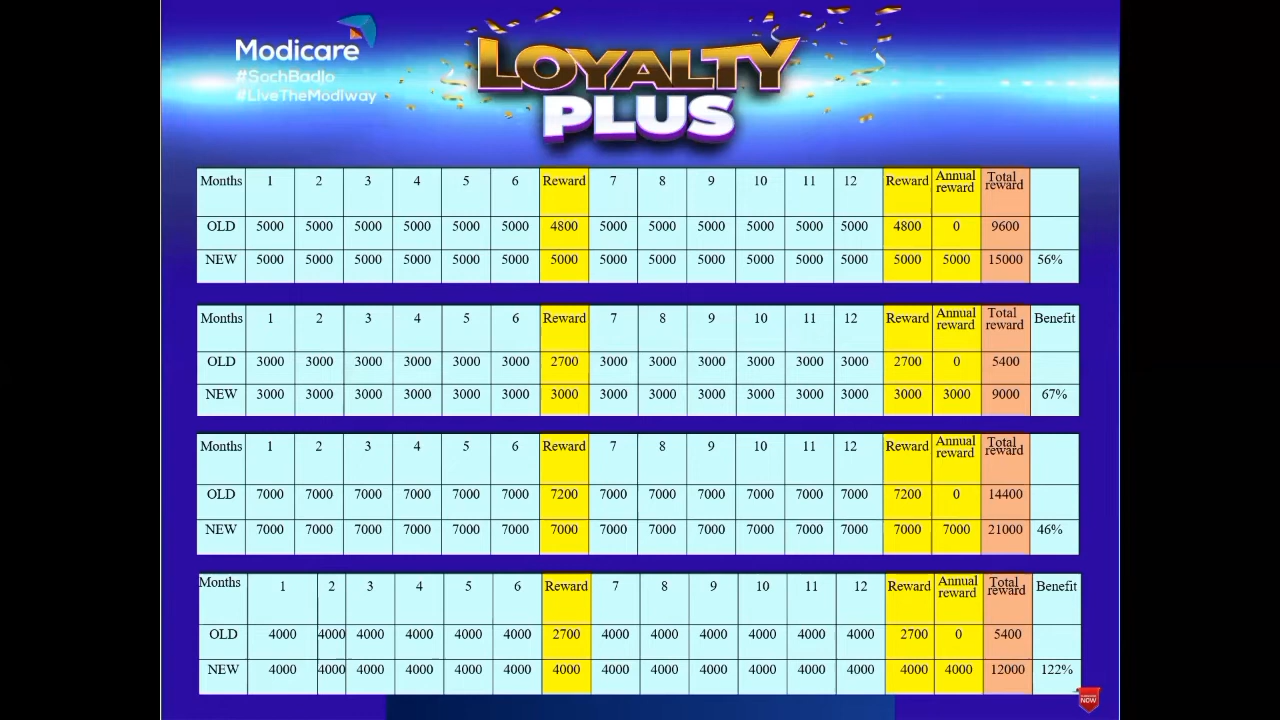 Modicare
#SochBadlo
#LiveTheModiway
LOYALTY
PLUS
Months 1 2 3 4 5 6 Reward 7 8 9 10 11 12 Reward Annual reward Total reward
OLD 5000 5000 5000 5000 5000 5000 4800 5000 5000 5000 5000 5000 5000 4800 0 9600
NEW 5000 5000 5000 5000 5000 5000 5000 5000 5000 5000 5000 5000 5000 5000 5000 15000 56%
Months 1 2 3 4 5 6 Reward 7 8 9 10 11 12 Reward Annual reward Total reward Benefit
OLD 3000 3000 3000 3000 3000 3000 2700 3000 3000 3000 3000 3000 3000 2700 0 5400
NEW 3000 3000 3000 3000 3000 3000 3000 3000 3000 3000 3000 3000 3000 3000 3000 9000 67%
Months 1 2 3 4 5 6 Reward 7 8 9 10 11 12 Reward Annual reward Total reward
OLD 7000 7000 7000 7000 7000 7000 7200 7000 7000 7000 7000 7000 7000 7200 0 14400
NEW 7000 7000 7000 7000 7000 7000 7000 7000 7000 7000 7000 7000 7000 7000 7000 21000 46%
Months 1 2 3 4 5 6 Reward 7 8 9 10 11 12 Reward Annual reward Total reward Benefit
OLD 4000 4000 4000 4000 4000 4000 2700 4000 4000 4000 4000 4000 4000 2700 0 5400
NEW 4000 4000 4000 4000 4000 4000 4000 4000 4000 4000 4000 4000 4000 4000 4000 12000 122%
NOW